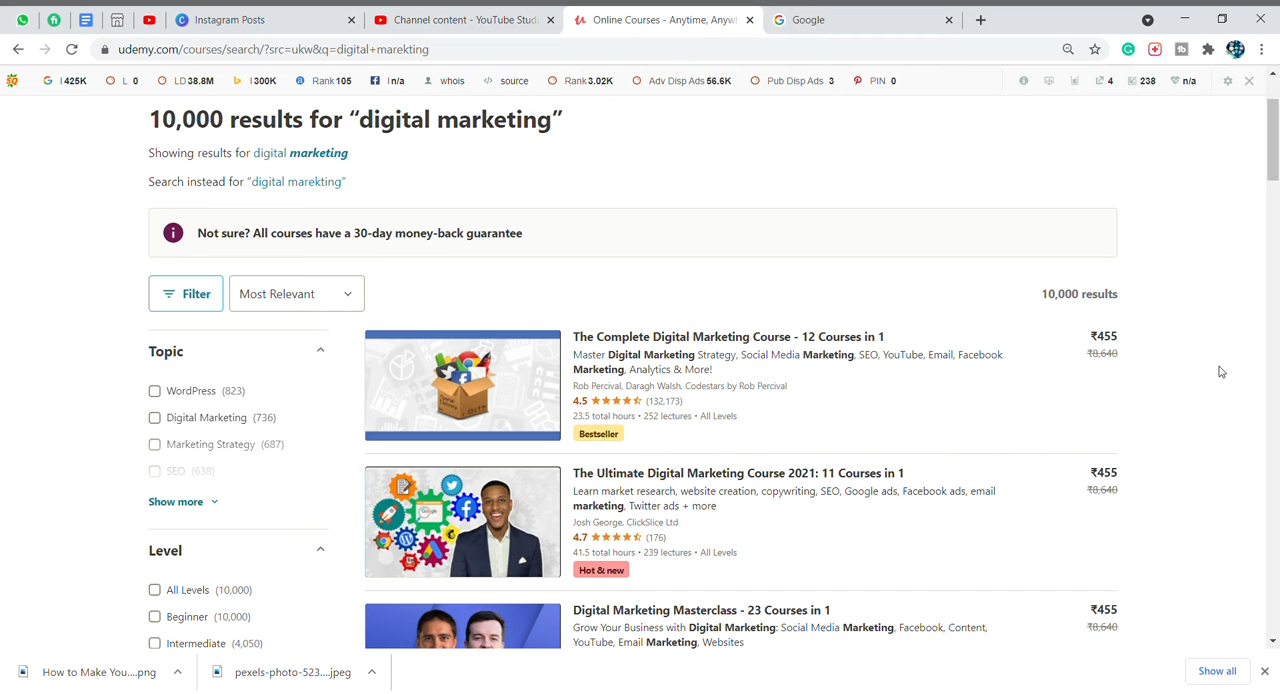 Instagram Posts
Channel content - YouTube Studi
Online Courses - Anytime, Anywh
Google
udemy.com/courses/search/?src=ukw&q=digital+marekting
I 425K
L 0
LD 38.8M
I 300K
Rank 105
I n/a
whois
source
Rank 3.02K
Adv Disp Ads 56.6K
Pub Disp Ads 3
PIN 0
4
238
n/a
10,000 results for “digital marketing”
Showing results for digital marketing
Search instead for “digital marekting”
Not sure? All courses have a 30-day money-back guarantee
Filter
Most Relevant
10,000 results
Topic
WordPress (823)
Digital Marketing (736)
Marketing Strategy (687)
SEO (638)
Show more
Level
All Levels (10,000)
Beginner (10,000)
Intermediate (4,050)
The Complete Digital Marketing Course - 12 Courses in 1
₹455
Master Digital Marketing Strategy, Social Media Marketing, SEO, YouTube, Email, Facebook
₹8,640
Marketing, Analytics & More!
Rob Percival, Daragh Walsh, Codestars by Rob Percival
4.5 (132,173)
23.5 total hours • 252 lectures • All Levels
Bestseller
The Ultimate Digital Marketing Course 2021: 11 Courses in 1
₹455
Learn market research, website creation, copywriting, SEO, Google ads, Facebook ads, email
₹8,640
marketing, Twitter ads + more
Josh George, ClickSlice Ltd
4.7 (176)
41.5 total hours • 239 lectures • All Levels
Hot & new
Digital Marketing Masterclass - 23 Courses in 1
₹455
Grow Your Business with Digital Marketing: Social Media Marketing, Facebook, Content,
₹8,640
YouTube, Email Marketing, Websites
How to Make You....png
pexels-photo-523....jpeg
Show all